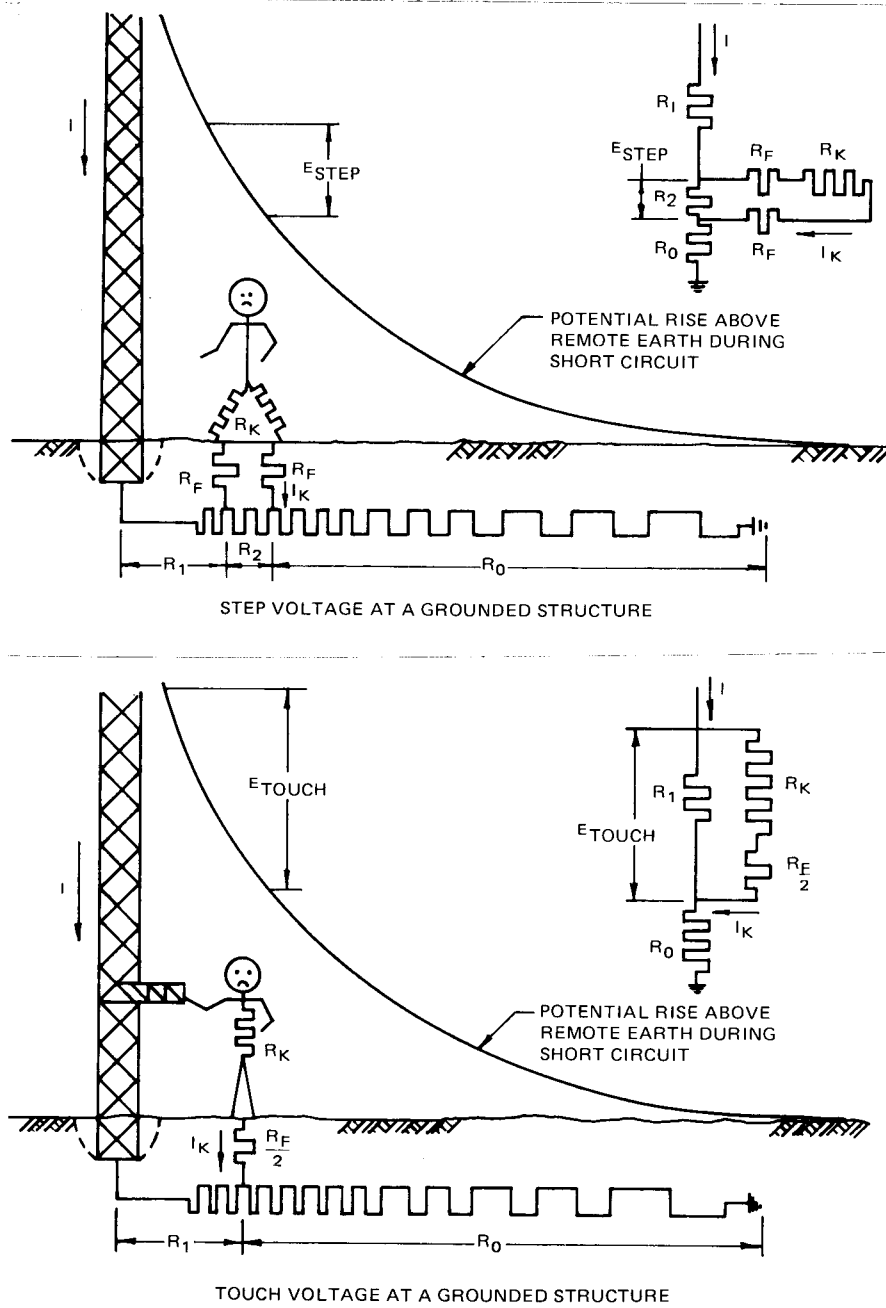 I
E STEP
I
R1
E STEP
RF
RK
R2
R0
RF
IK
POTENTIAL RISE ABOVE
REMOTE EARTH DURING
SHORT CIRCUIT
RK
RF
RF
IK
R1
R2
R0
STEP VOLTAGE AT A GROUNDED STRUCTURE
I
E TOUCH
I
R1
RK
E TOUCH
RF
2
IK
R0
POTENTIAL RISE ABOVE
REMOTE EARTH DURING
SHORT CIRCUIT
RK
IK
RF
2
R1
R0
TOUCH VOLTAGE AT A GROUNDED STRUCTURE